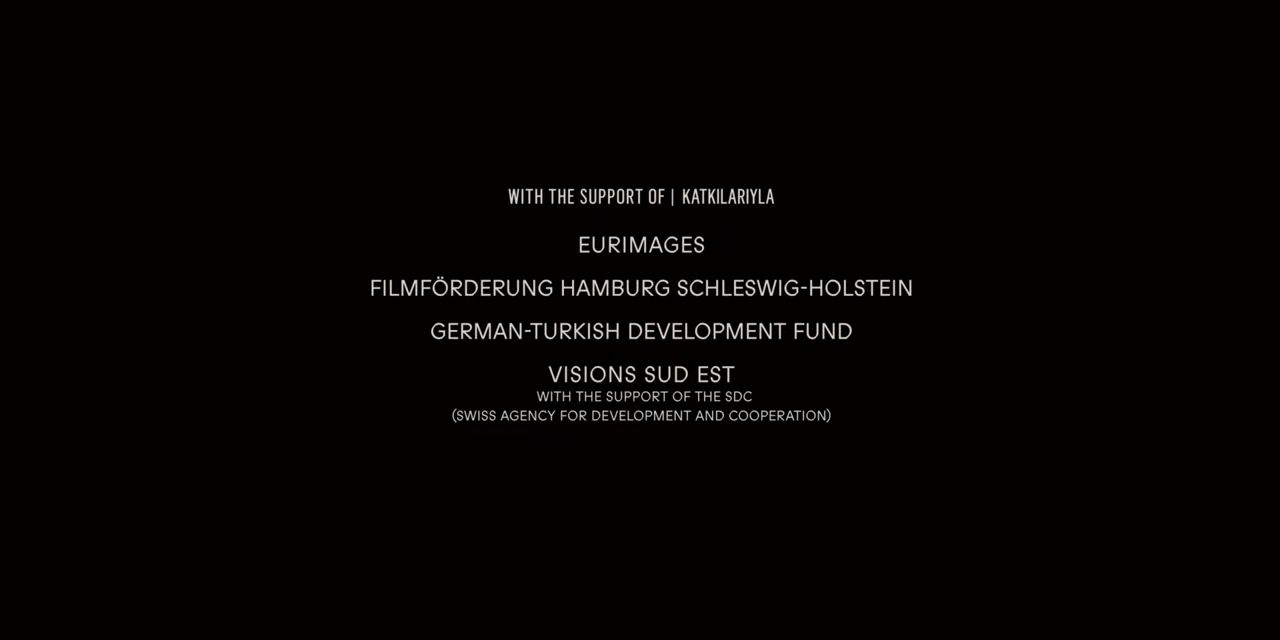 WITH THE SUPPORT OF | KATKILARIYLA
EURIMAGES
FILMFÖRDERUNG HAMBURG SCHLESWIG-HOLSTEIN
GERMAN-TURKISH DEVELOPMENT FUND
VISIONS SUD EST
WITH THE SUPPORT OF THE SDC
(SWISS AGENCY FOR DEVELOPMENT AND COOPERATION)